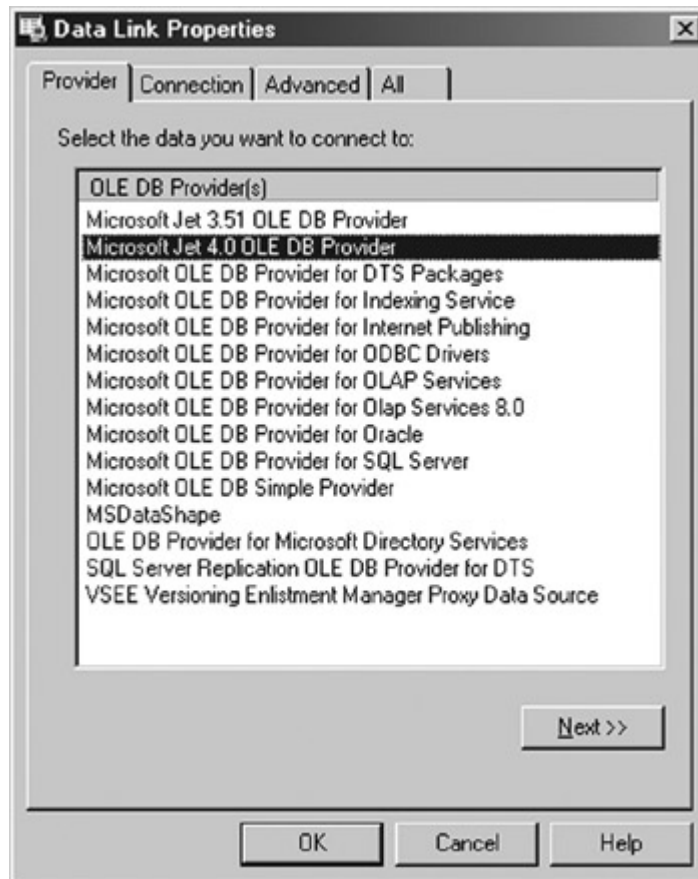 Data Link Properties
Provider Connection Advanced All
Select the data you want to connect to:
OLE DB Provider(s)
Microsoft Jet 3.51 OLE DB Provider
Microsoft Jet 4.0 OLE DB Provider
Microsoft OLE DB Provider for DTS Packages
Microsoft OLE DB Provider for Indexing Service
Microsoft OLE DB Provider for Internet Publishing
Microsoft OLE DB Provider for ODBC Drivers
Microsoft OLE DB Provider for OLAP Services
Microsoft OLE DB Provider for Olap Services 8.0
Microsoft OLE DB Provider for Oracle
Microsoft OLE DB Provider for SQL Server
Microsoft OLE DB Simple Provider
MSDataShape
OLE DB Provider for Microsoft Directory Services
SQL Server Replication OLE DB Provider for DTS
VSEE Versioning Enlistment Manager Proxy Data Source
Next >>
OK Cancel Help